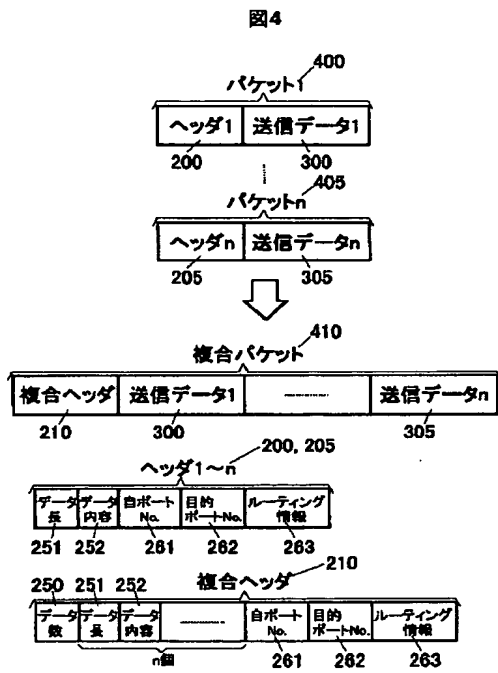 図4
400
パケット1
ヘッダ1 送信データ1
200 300
405
パケットn
ヘッダn 送信データn
205 305
410
複合パケット
複合ヘッダ 送信データ1 送信データn
210 300 305
200, 205
ヘッダ1~n
データ長 データ内容 自ポートNo. 目的ポートNo. ルーティング情報
251 252 261 262 263
250 251 252 複合ヘッダ 210
データ数 データ長 データ内容 自ポートNo. 目的ポートNo. ルーティング情報
n個 261 262 263